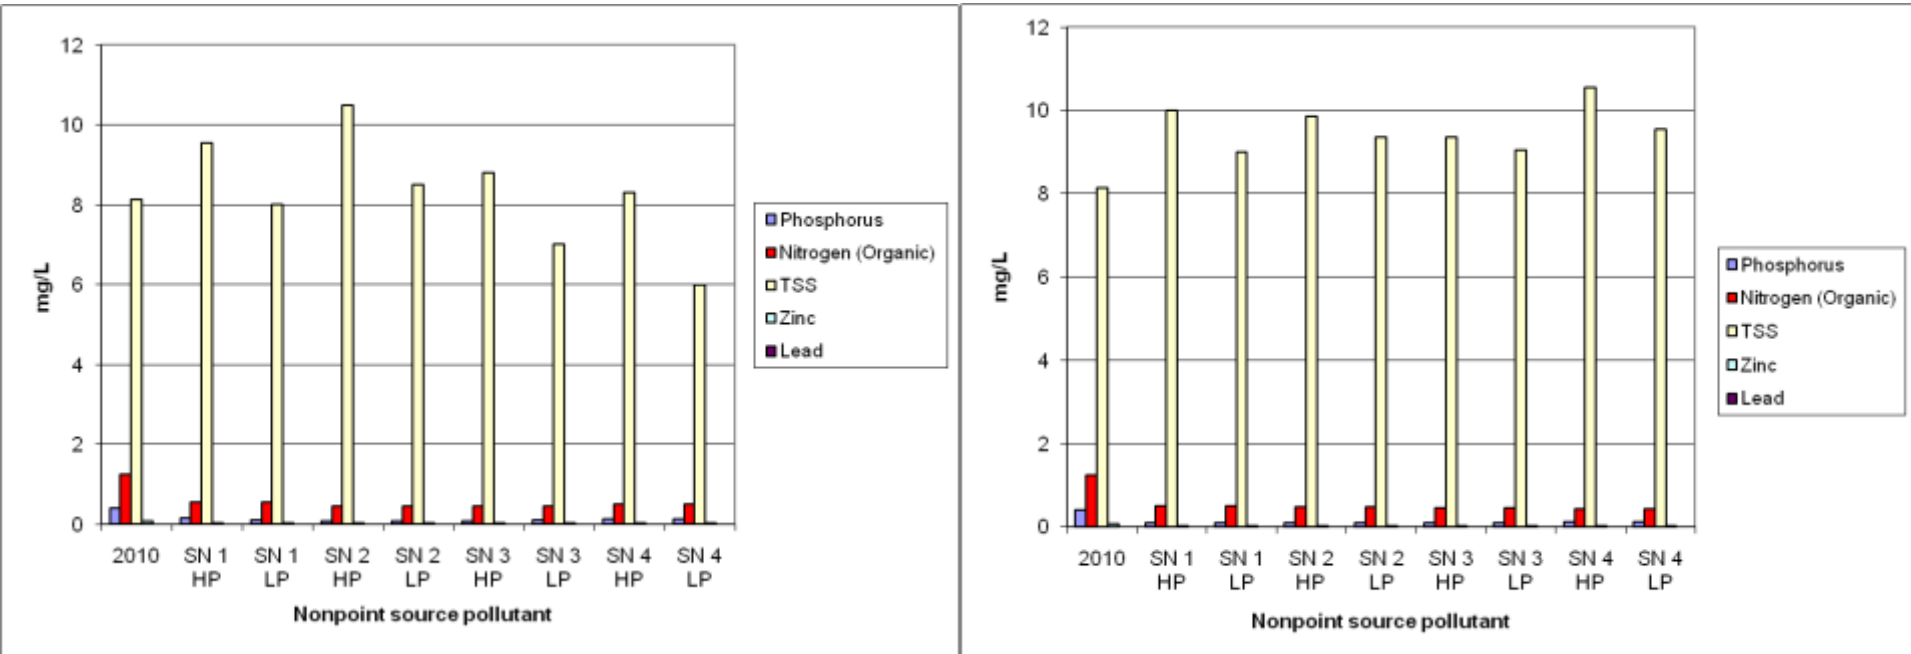 12
10
8
6
4
2
0
mg/L
2010
SN 1 HP
SN 1 LP
SN 2 HP
SN 2 LP
SN 3 HP
SN 3 LP
SN 4 HP
SN 4 LP
Nonpoint source pollutant
Phosphorus
Nitrogen (Organic)
TSS
Zinc
Lead
12
10
8
6
4
2
0
mg/L
2010
SN 1 HP
SN 1 LP
SN 2 HP
SN 2 LP
SN 3 HP
SN 3 LP
SN 4 HP
SN 4 LP
Nonpoint source pollutant
Phosphorus
Nitrogen (Organic)
TSS
Zinc
Lead